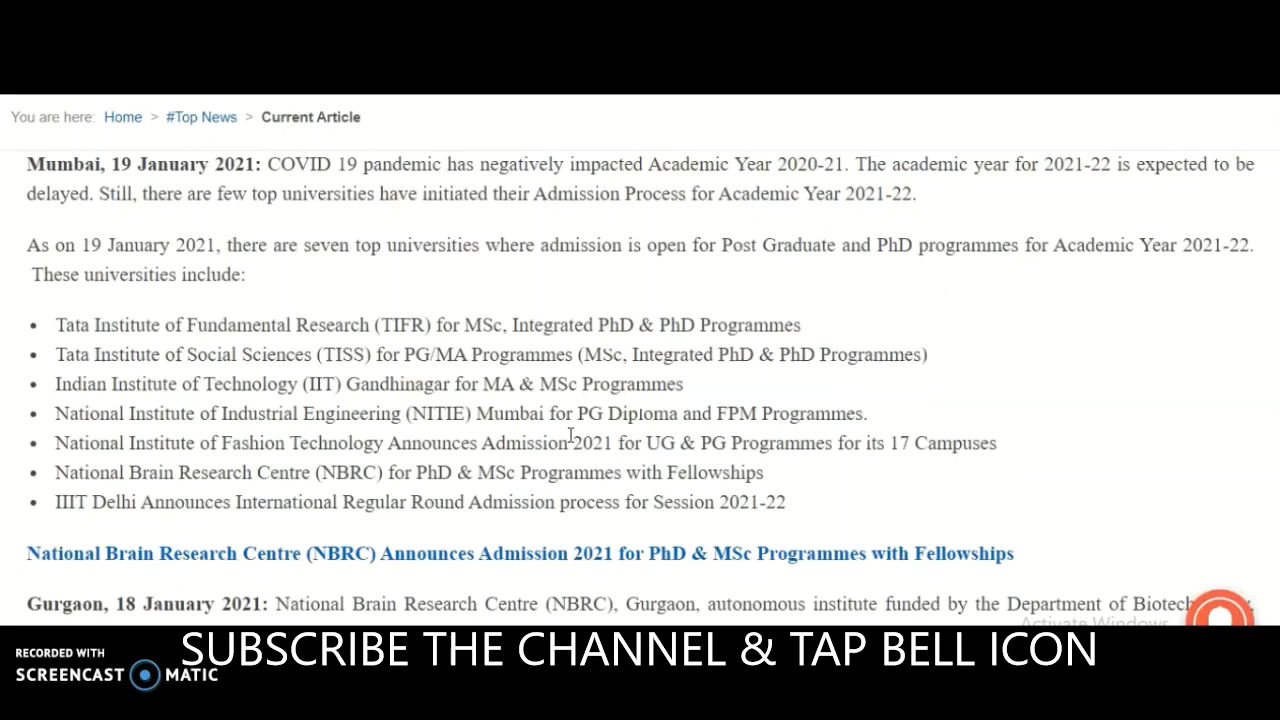 You are here: Home > #Top News > Current Article
Mumbai, 19 January 2021: COVID 19 pandemic has negatively impacted Academic Year 2020-21. The academic year for 2021-22 is expected to be
delayed. Still, there are few top universities have initiated their Admission Process for Academic Year 2021-22.
As on 19 January 2021, there are seven top universities where admission is open for Post Graduate and PhD programmes for Academic Year 2021-22.
These universities include:
• Tata Institute of Fundamental Research (TIFR) for MSc, Integrated PhD & PhD Programmes
• Tata Institute of Social Sciences (TISS) for PG/MA Programmes (MSc, Integrated PhD & PhD Programmes)
• Indian Institute of Technology (IIT) Gandhinagar for MA & MSc Programmes
• National Institute of Industrial Engineering (NITIE) Mumbai for PG Diploma and FPM Programmes.
• National Institute of Fashion Technology Announces Admission 2021 for UG & PG Programmes for its 17 Campuses
• National Brain Research Centre (NBRC) for PhD & MSc Programmes with Fellowships
• IIIT Delhi Announces International Regular Round Admission process for Session 2021-22
National Brain Research Centre (NBRC) Announces Admission 2021 for PhD & MSc Programmes with Fellowships
Gurgaon, 18 January 2021: National Brain Research Centre (NBRC), Gurgaon, autonomous institute funded by the Department of
Activate Windows
SUBSCRIBE THE CHANNEL & TAP BELL ICON
RECORDED WITH
SCREENCAST MATIC